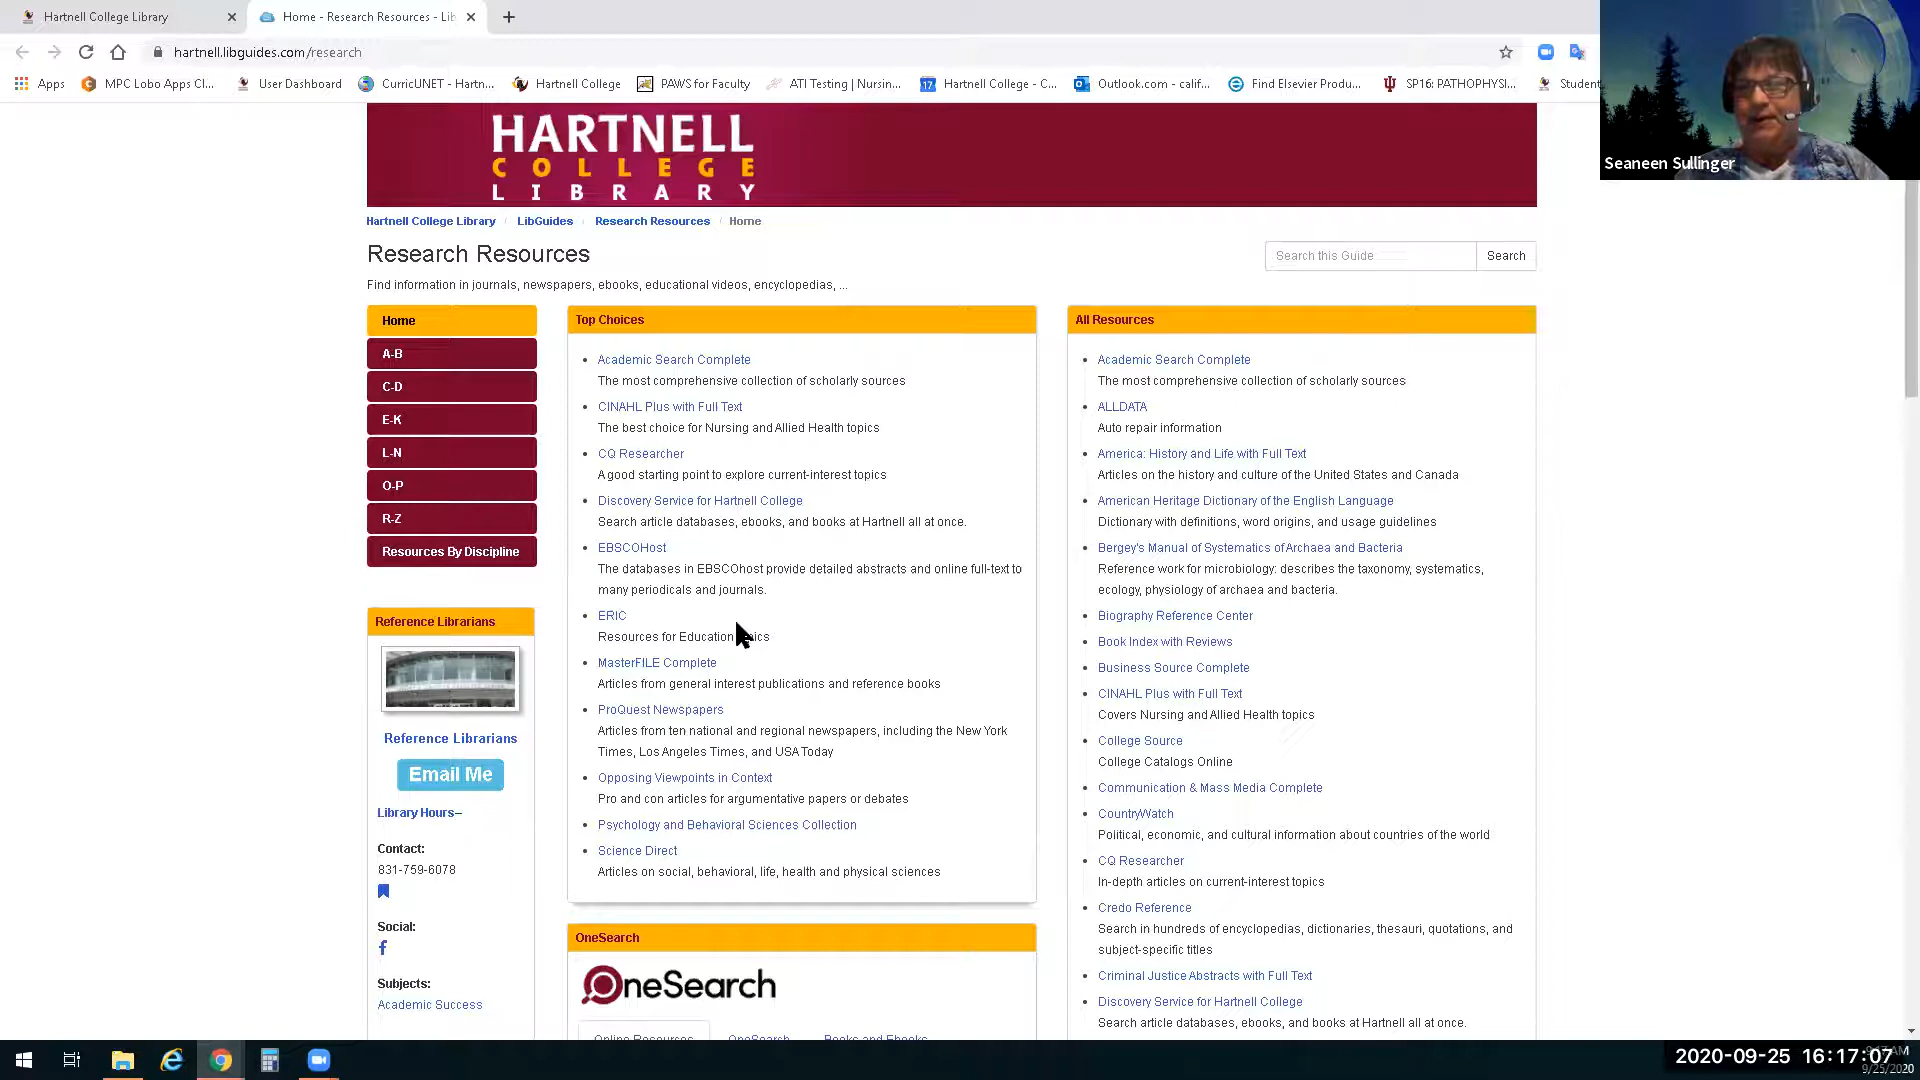 Hartnell College Library
Home - Research Resources - Lib
hartnell.libguides.com/research
Apps
MPC Lobo Apps Cl...
User Dashboard
CurricUNET - Hartn...
Hartnell College
PAWS for Faculty
ATI Testing | Nursin...
17
Hartnell College - C...
Outlook.com - calif...
Find Elsevier Produ...
SP16: PATHOPHYSI...
Student
Seaneen Sullinger
HARTNELL
COLLEGE
LIBRARY
Hartnell College Library / LibGuides / Research Resources / Home
Research Resources
Search this Guide
Search
Find information in journals, newspapers, ebooks, educational videos, encyclopedias, ...
Home
A-B
C-D
E-K
L-N
O-P
R-Z
Resources By Discipline
Reference Librarians
Reference Librarians
Email Me
Library Hours--
Contact:
831-759-6078
Social:
Subjects:
Academic Success
Top Choices
Academic Search Complete
The most comprehensive collection of scholarly sources
CINAHL Plus with Full Text
The best choice for Nursing and Allied Health topics
CQ Researcher
A good starting point to explore current-interest topics
Discovery Service for Hartnell College
Search article databases, ebooks, and books at Hartnell all at once.
EBSCOHost
The databases in EBSCOhost provide detailed abstracts and online full-text to
many periodicals and journals.
ERIC
Resources for Education
MasterFILE Complete
Articles from general interest publications and reference books
ProQuest Newspapers
Articles from ten national and regional newspapers, including the New York
Times, Los Angeles Times, and USA Today
Opposing Viewpoints in Context
Pro and con articles for argumentative papers or debates
Psychology and Behavioral Sciences Collection
Science Direct
Articles on social, behavioral, life, health and physical sciences
OneSearch
OneSearch
Online Resources
OneSearch
Books and Ebooks
All Resources
Academic Search Complete
The most comprehensive collection of scholarly sources
ALLDATA
Auto repair information
America: History and Life with Full Text
Articles on the history and culture of the United States and Canada
American Heritage Dictionary of the English Language
Dictionary with definitions, word origins, and usage guidelines
Bergey's Manual of Systematics of Archaea and Bacteria
Reference work for microbiology: describes the taxonomy, systematics,
ecology, physiology of archaea and bacteria.
Biography Reference Center
Book Index with Reviews
Business Source Complete
CINAHL Plus with Full Text
Covers Nursing and Allied Health topics
College Source
College Catalogs Online
Communication & Mass Media Complete
CountryWatch
Political, economic, and cultural information about countries of the world
CQ Researcher
In-depth articles on current-interest topics
Credo Reference
Search in hundreds of encyclopedias, dictionaries, thesauri, quotations, and
subject-specific titles
Criminal Justice Abstracts with Full Text
Discovery Service for Hartnell College
Search article databases, ebooks, and books at Hartnell all at once.
2020-09-25 16:17:07
9/25/2020